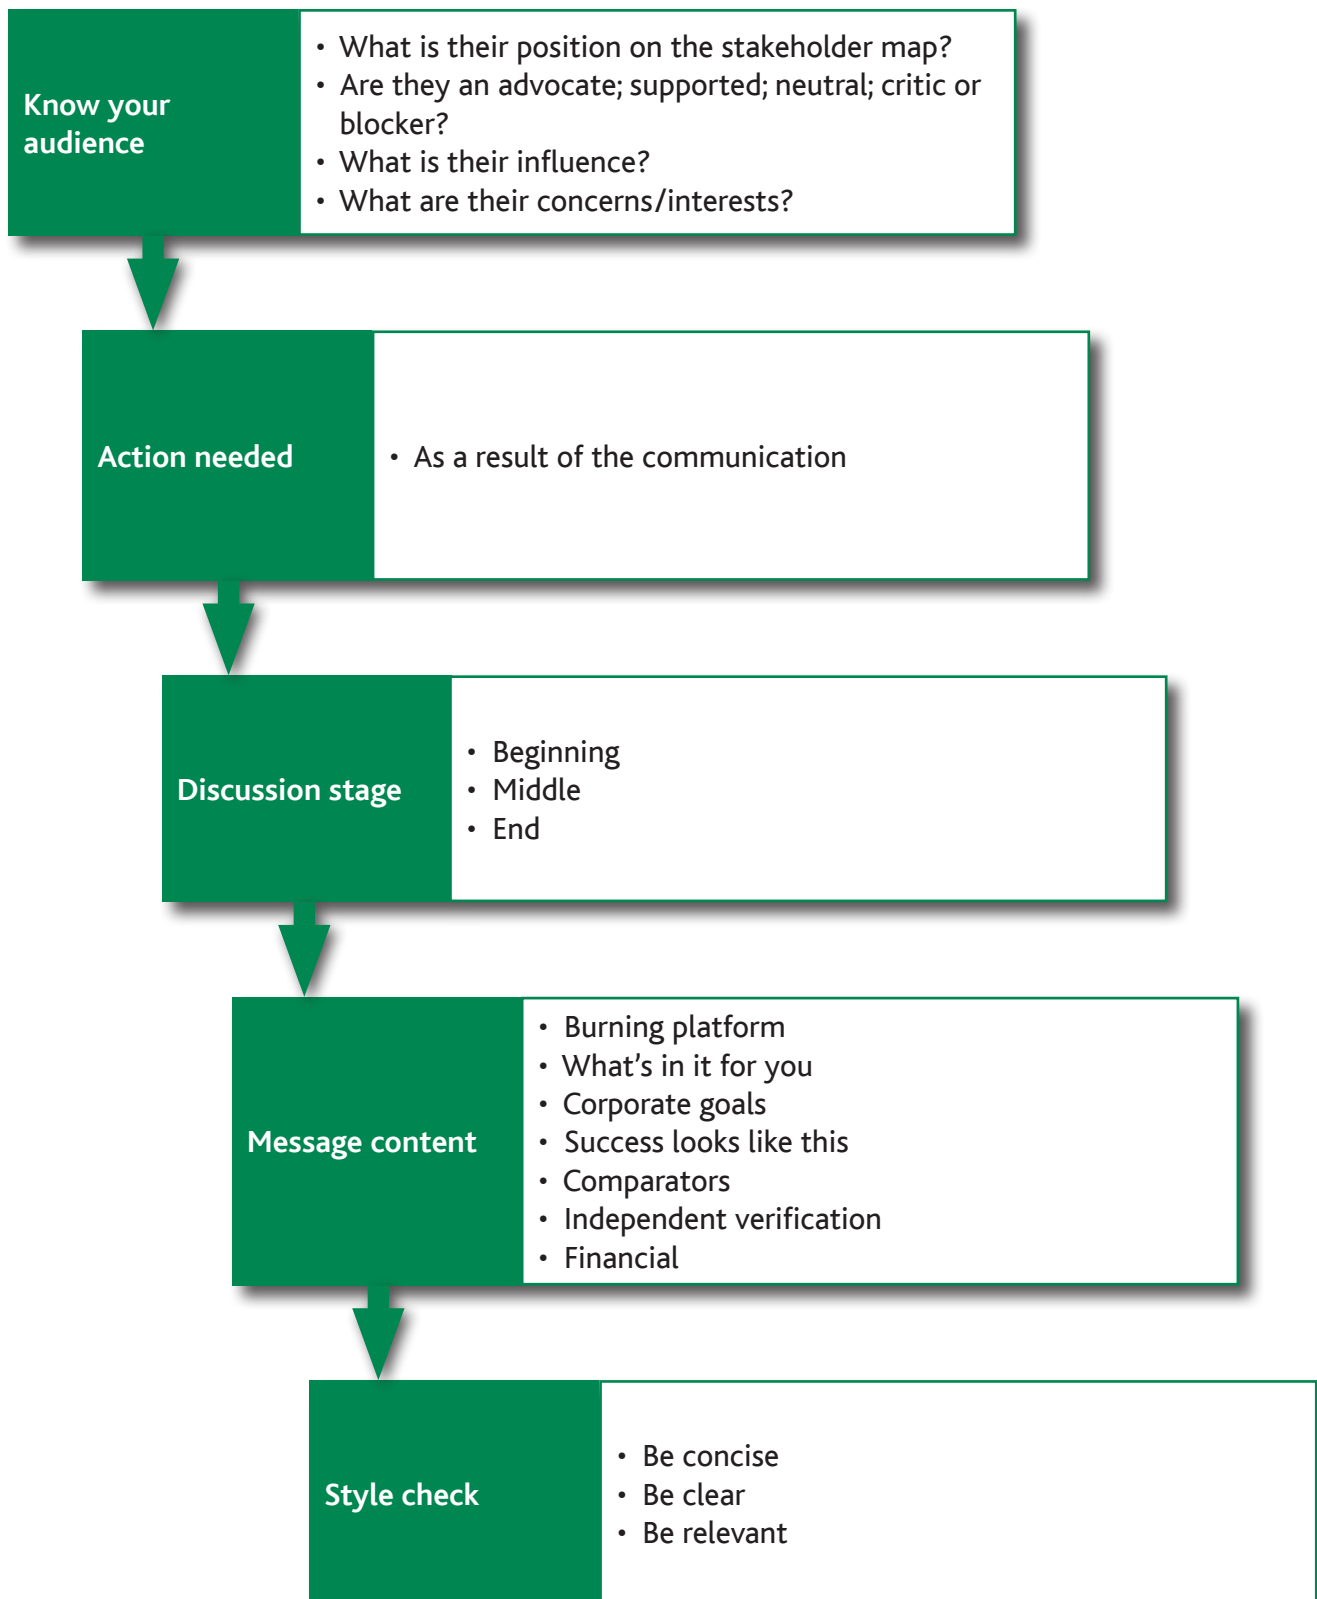 Know your
audience
• What is their position on the stakeholder map?
• Are they an advocate; supported; neutral; critic or
blocker?
• What is their influence?
• What are their concerns/interests?
Action needed
• As a result of the communication
Discussion stage
• Beginning
• Middle
• End
Message content
• Burning platform
• What’s in it for you
• Corporate goals
• Success looks like this
• Comparators
• Independent verification
• Financial
Style check
• Be concise
• Be clear
• Be relevant